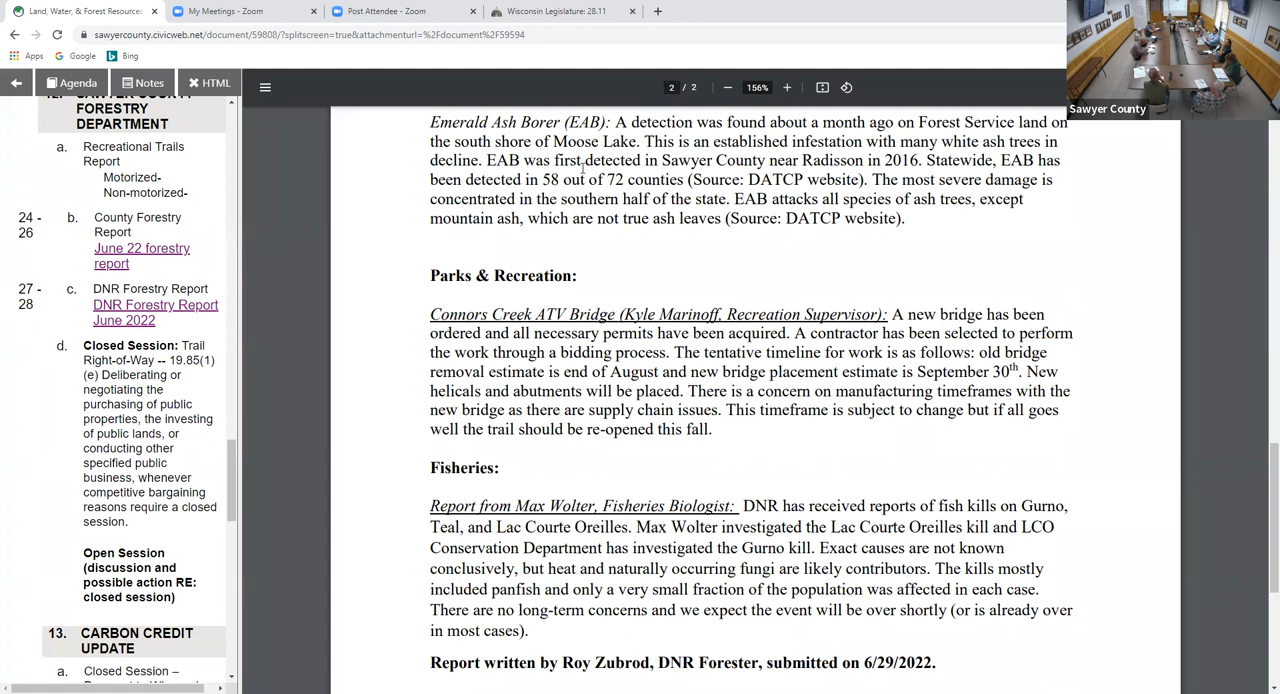 Land, Water, & Forest Resources
My Meetings - Zoom
Post Attendee - Zoom
Wisconsin Legislature: 28.11
sawyercounty.civicweb.net/document/59808/?splitscreen=true&attachmenturl=%2Fdocument%2F59594
Apps
Google
Bing
Agenda
Notes
HTML
2 / 2
156%
Sawyer County
FORESTRY
DEPARTMENT
a. Recreational Trails
Report
Motorized-
Non-motorized-
24 -
26
b. County Forestry
Report
June 22 forestry
report
27 -
28
c. DNR Forestry Report
DNR Forestry Report
June 2022
d. Closed Session: Trail
Right-of-Way -- 19.85(1)
(e) Deliberating or
negotiating the
purchasing of public
properties, the investing
of public lands, or
conducting other
specified public
business, whenever
competitive bargaining
reasons require a closed
session.
Open Session
(discussion and
possible action RE:
closed session)
13. CARBON CREDIT
UPDATE
a. Closed Session –
Emerald Ash Borer (EAB): A detection was found about a month ago on Forest Service land on
the south shore of Moose Lake. This is an established infestation with many white ash trees in
decline. EAB was first detected in Sawyer County near Radisson in 2016. Statewide, EAB has
been detected in 58 out of 72 counties (Source: DATCP website). The most severe damage is
concentrated in the southern half of the state. EAB attacks all species of ash trees, except
mountain ash, which are not true ash leaves (Source: DATCP website).
Parks & Recreation:
Connors Creek ATV Bridge (Kyle Marinoff, Recreation Supervisor): A new bridge has been
ordered and all necessary permits have been acquired. A contractor has been selected to perform
the work through a bidding process. The tentative timeline for work is as follows: old bridge
removal estimate is end of August and new bridge placement estimate is September 30th. New
helicals and abutments will be placed. There is a concern on manufacturing timeframes with the
new bridge as there are supply chain issues. This timeframe is subject to change but if all goes
well the trail should be re-opened this fall.
Fisheries:
Report from Max Wolter, Fisheries Biologist: DNR has received reports of fish kills on Gurno,
Teal, and Lac Courte Oreilles. Max Wolter investigated the Lac Courte Oreilles kill and LCO
Conservation Department has investigated the Gurno kill. Exact causes are not known
conclusively, but heat and naturally occurring fungi are likely contributors. The kills mostly
included panfish and only a very small fraction of the population was affected in each case.
There are no long-term concerns and we expect the event will be over shortly (or is already over
in most cases).
Report written by Roy Zubrod, DNR Forester, submitted on 6/29/2022.